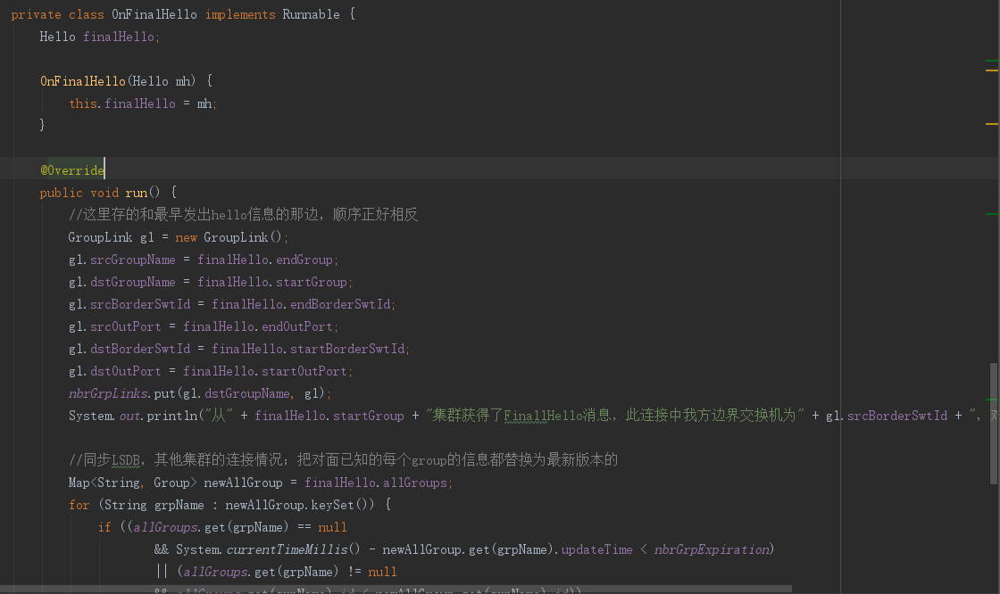 private class OnFinalHello implements Runnable {
Hello finalHello;
OnFinalHello(Hello mh) {
this.finalHello = mh;
}
@Override
public void run() {
//这里存的和最早发出hello信息的那边，顺序正好相反
GroupLink gl = new GroupLink();
gl.srcGroupName = finalHello.endGroup;
gl.dstGroupName = finalHello.startGroup;
gl.srcBorderSwtId = finalHello.endBorderSwtId;
gl.srcOutPort = finalHello.endOutPort;
gl.dstBorderSwtId = finalHello.startBorderSwtId;
gl.dstOutPort = finalHello.startOutPort;
nbrGrpLinks.put(gl.dstGroupName, gl);
System.out.println("从" + finalHello.startGroup + "集群获得了FinallHello消息，此连接中我方边界交换机为" + gl.srcBorderSwtId + "，
//同步LSDB，其他集群的连接情况；把对面已知的每个group的信息都替换为最新版本的
Map<String, Group> newAllGroup = finalHello.allGroups;
for (String grpName : newAllGroup.keySet()) {
if ((allGroups.get(grpName) == null
&& System.currentTimeMillis() - newAllGroup.get(grpName).updateTime < nbrGrpExpiration)
|| (allGroups.get(grpName) != null
&& allGroups.get(grpName).id < newAllGroup.get(grpName).id))